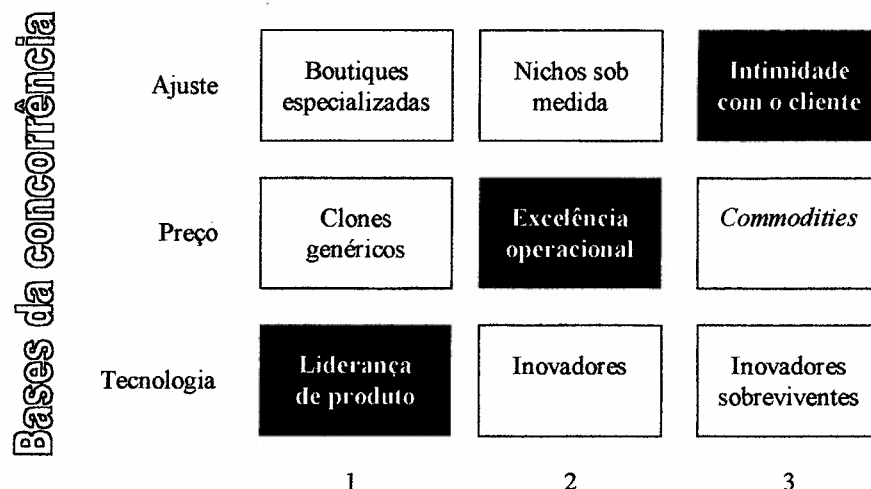 Bases da concorrência
Ajuste
Boutiques
especializadas
Nichos sob
medida
Intimidade
com o cliente
Preço
Clones
genéricos
Excelência
operacional
Commodities
Tecnologia
Liderança
de produto
Inovadores
Inovadores
sobreviventes
1
2
3